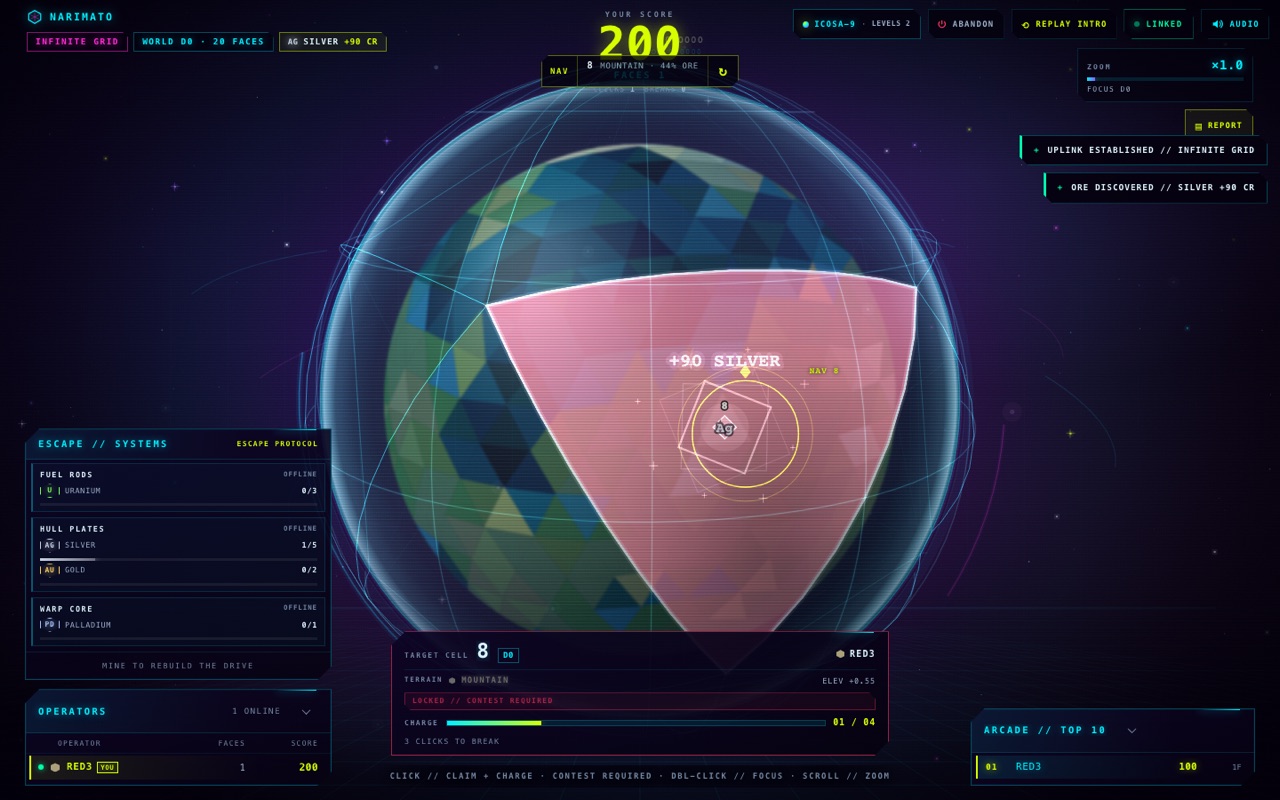 NARIMATO
INFINITE GRID
WORLD D0 · 20 FACES
AG SILVER +90 CR
YOUR SCORE
200
FACES 1
NAV
8 MOUNTAIN · 44% ORE
↻
ICOSA-9 · LEVELS 2
ABANDON
REPLAY INTRO
LINKED
AUDIO
ZOOM
×1.0
FOCUS D0
REPORT
+ UPLINK ESTABLISHED // INFINITE GRID
+ ORE DISCOVERED // SILVER +90 CR
+90 SILVER
NAV 8
8
Ag
ESCAPE // SYSTEMS
ESCAPE PROTOCOL
FUEL RODS
OFFLINE
U URANIUM
0/3
HULL PLATES
OFFLINE
AG SILVER
1/5
AU GOLD
0/2
WARP CORE
OFFLINE
PD PALLADIUM
0/1
MINE TO REBUILD THE DRIVE
OPERATORS
1 ONLINE
OPERATOR FACES SCORE
RED3 YOU 1 200
TARGET CELL 8 D0
RED3
TERRAIN MOUNTAIN
ELEV +0.55
LOCKED // CONTEST REQUIRED
CHARGE
01 / 04
3 CLICKS TO BREAK
CLICK // CLAIM + CHARGE · CONTEST REQUIRED · DBL-CLICK // FOCUS · SCROLL // ZOOM
ARCADE // TOP 10
01 RED3 100 1F